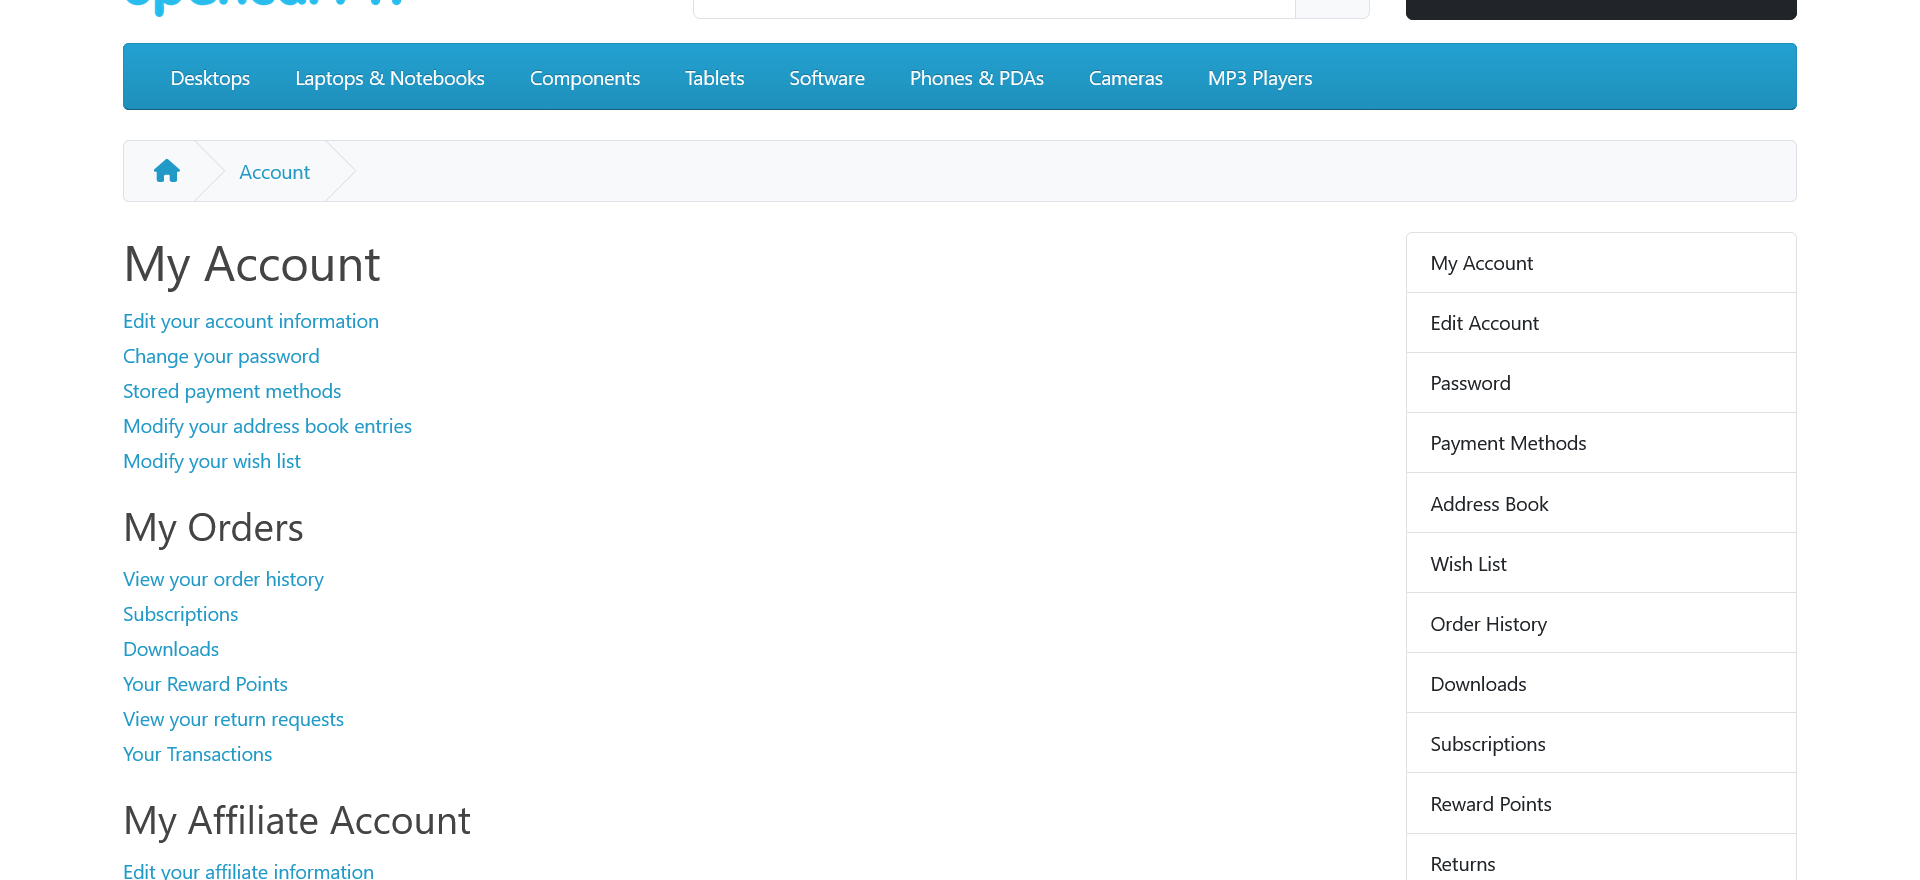 Desktops Laptops & Notebooks Components Tablets Software Phones & PDAs Cameras MP3 Players
Account
My Account
Edit your account information
Change your password
Stored payment methods
Modify your address book entries
Modify your wish list
My Orders
View your order history
Subscriptions
Downloads
Your Reward Points
View your return requests
Your Transactions
My Affiliate Account
Edit your affiliate information
My Account
Edit Account
Password
Payment Methods
Address Book
Wish List
Order History
Downloads
Subscriptions
Reward Points
Returns